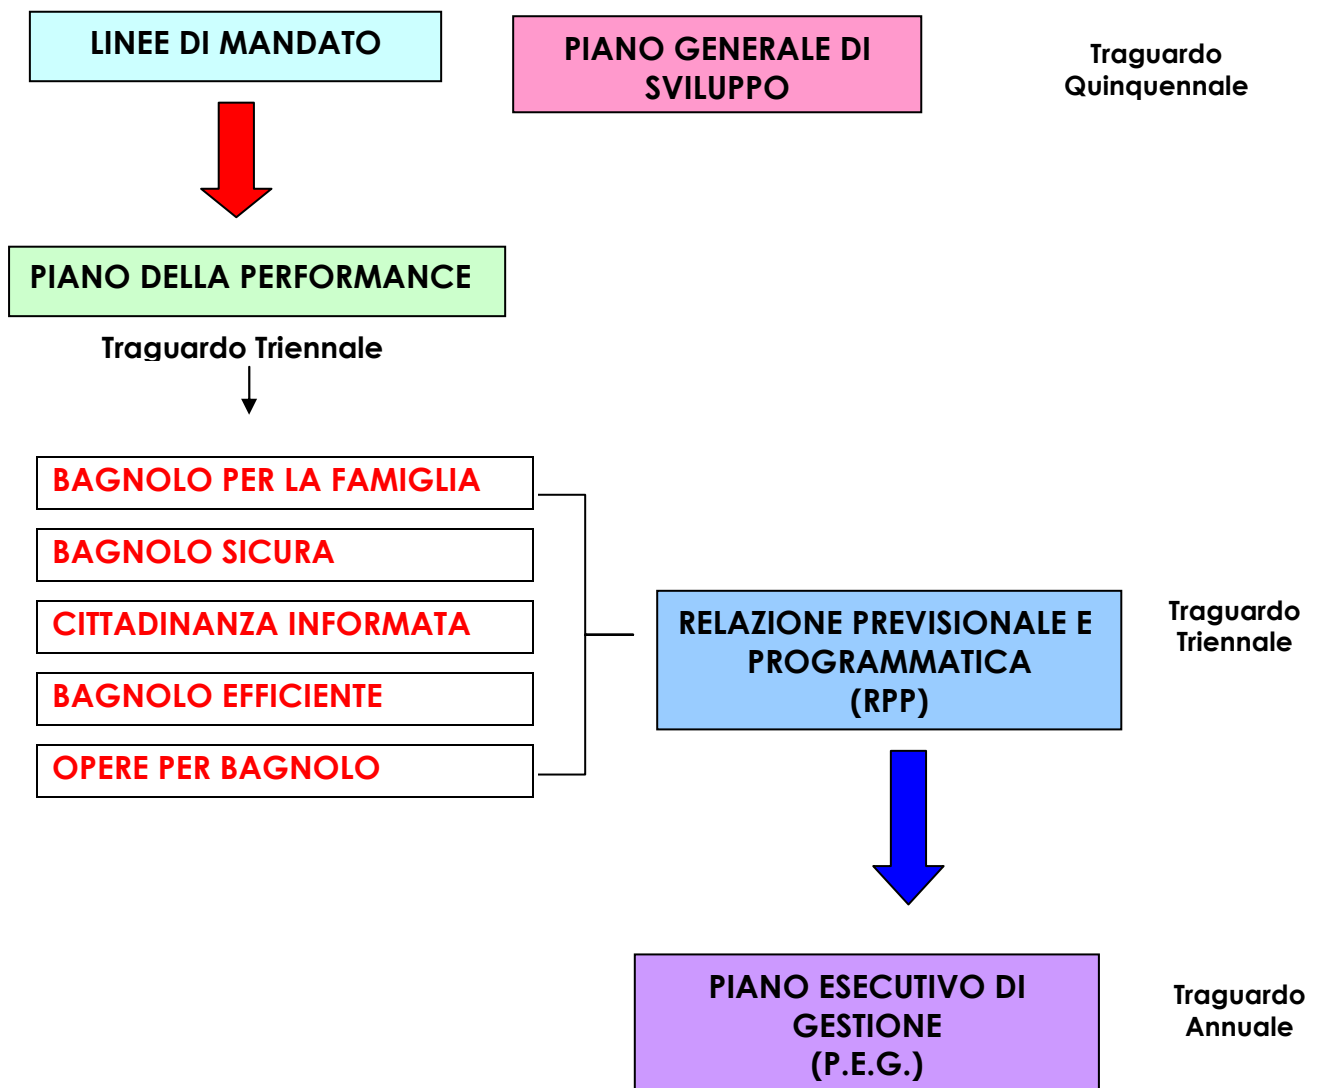 LINEE DI MANDATO
PIANO GENERALE DI
SVILUPPO
Traguardo
Quinquennale
PIANO DELLA PERFORMANCE
Traguardo Triennale
BAGNOLO PER LA FAMIGLIA
BAGNOLO SICURA
CITTADINANZA INFORMATA
BAGNOLO EFFICIENTE
OPERE PER BAGNOLO
RELAZIONE PREVISIONALE E
PROGRAMMATICA
(RPP)
Traguardo
Triennale
PIANO ESECUTIVO DI
GESTIONE
(P.E.G.)
Traguardo
Annuale